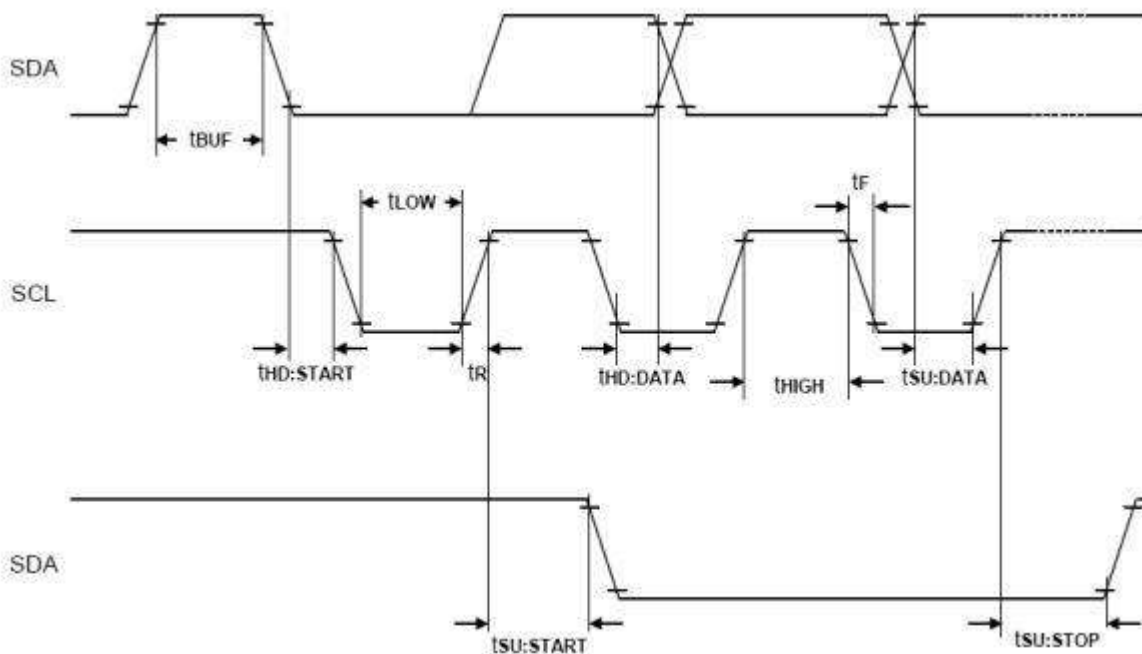 SDA
tBUF
tF
tLOW
SCL
tHD:START
tR
tHD:DATA
tHIGH
tSU:DATA
SDA
tSU:START
tSU:STOP